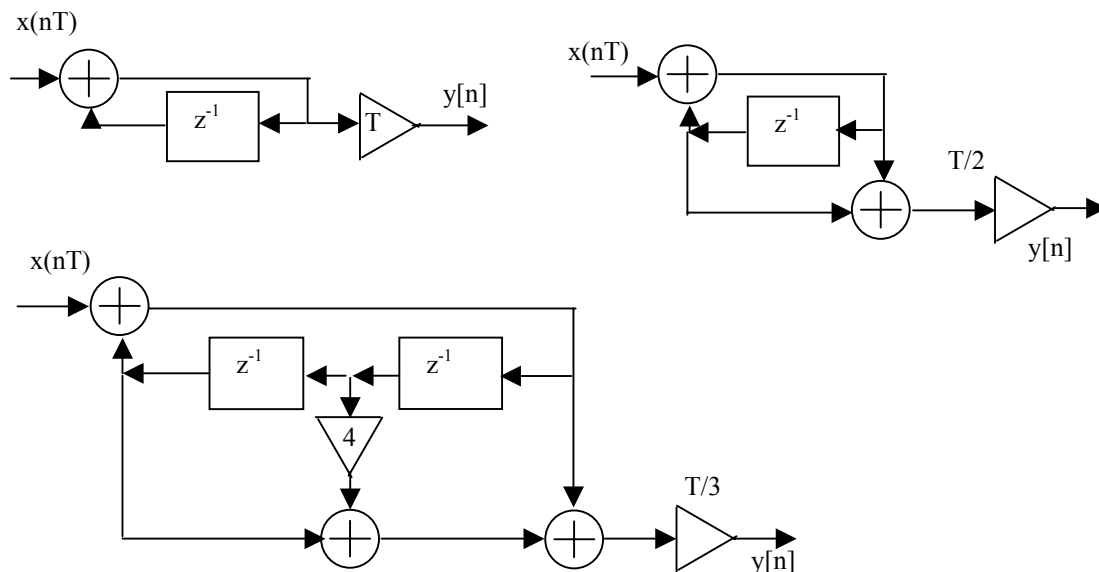 x(nT)
z⁻¹
T
y[n]
x(nT)
z⁻¹
T/2
y[n]
x(nT)
z⁻¹
z⁻¹
4
T/3
y[n]